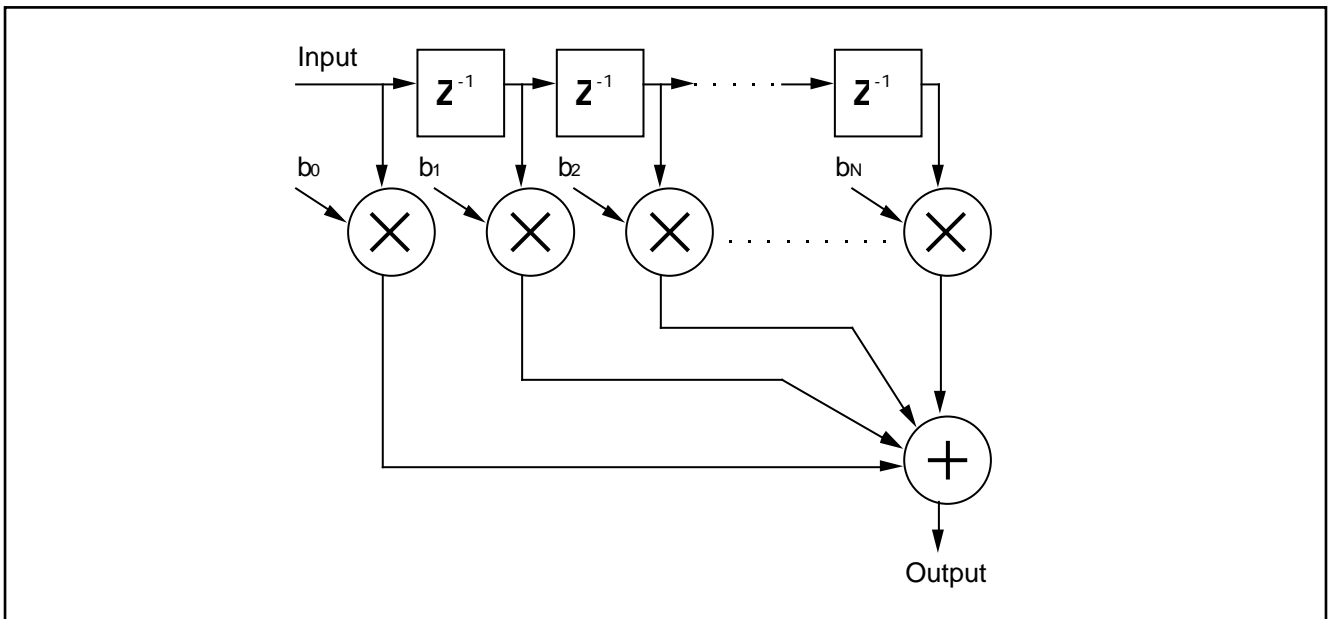 Input
Z⁻¹ Z⁻¹ . . . . . Z⁻¹
b₀ b₁ b₂ bN
. . . . . . . . .
Output